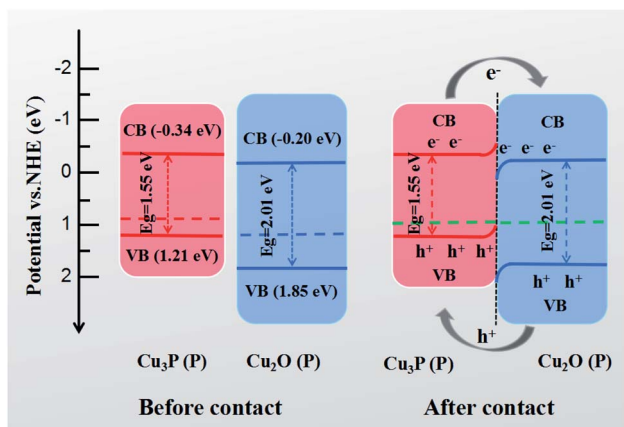 Potential vs.NHE (eV)
-2
-1
0
1
2
CB (-0.34 eV)
Eg=1.55 eV
VB (1.21 eV)
Cu₃P (P)
CB (-0.20 eV)
Eg=2.01 eV
VB (1.85 eV)
Cu₂O (P)
Before contact
e⁻
CB
e⁻ e⁻
Eg=1.55 eV
h⁺ h⁺ h⁺
VB
Cu₃P (P)
CB
e⁻ e⁻ e⁻
Eg=2.01 eV
h⁺ h⁺
VB
h⁺
Cu₂O (P)
After contact